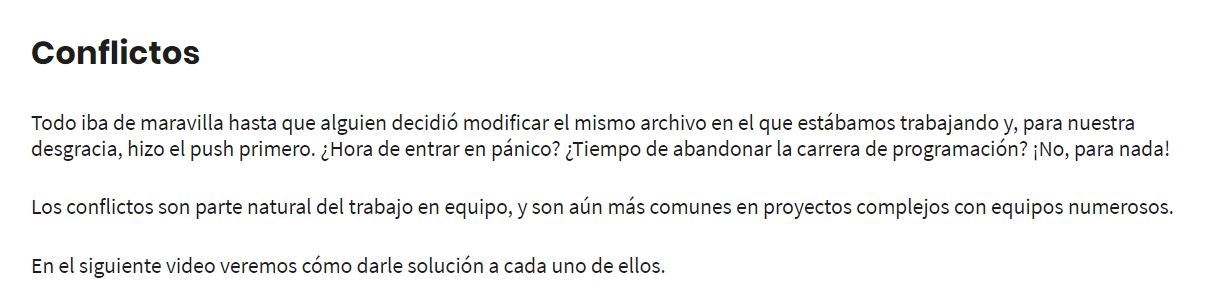 Conflictos
Todo iba de maravilla hasta que alguien decidió modificar el mismo archivo en el que estábamos trabajando y, para nuestra
desgracia, hizo el push primero. ¿Hora de entrar en pánico? ¿Tiempo de abandonar la carrera de programación? ¡No, para nada!
Los conflictos son parte natural del trabajo en equipo, y son aún más comunes en proyectos complejos con equipos numerosos.
En el siguiente video veremos cómo darle solución a cada uno de ellos.